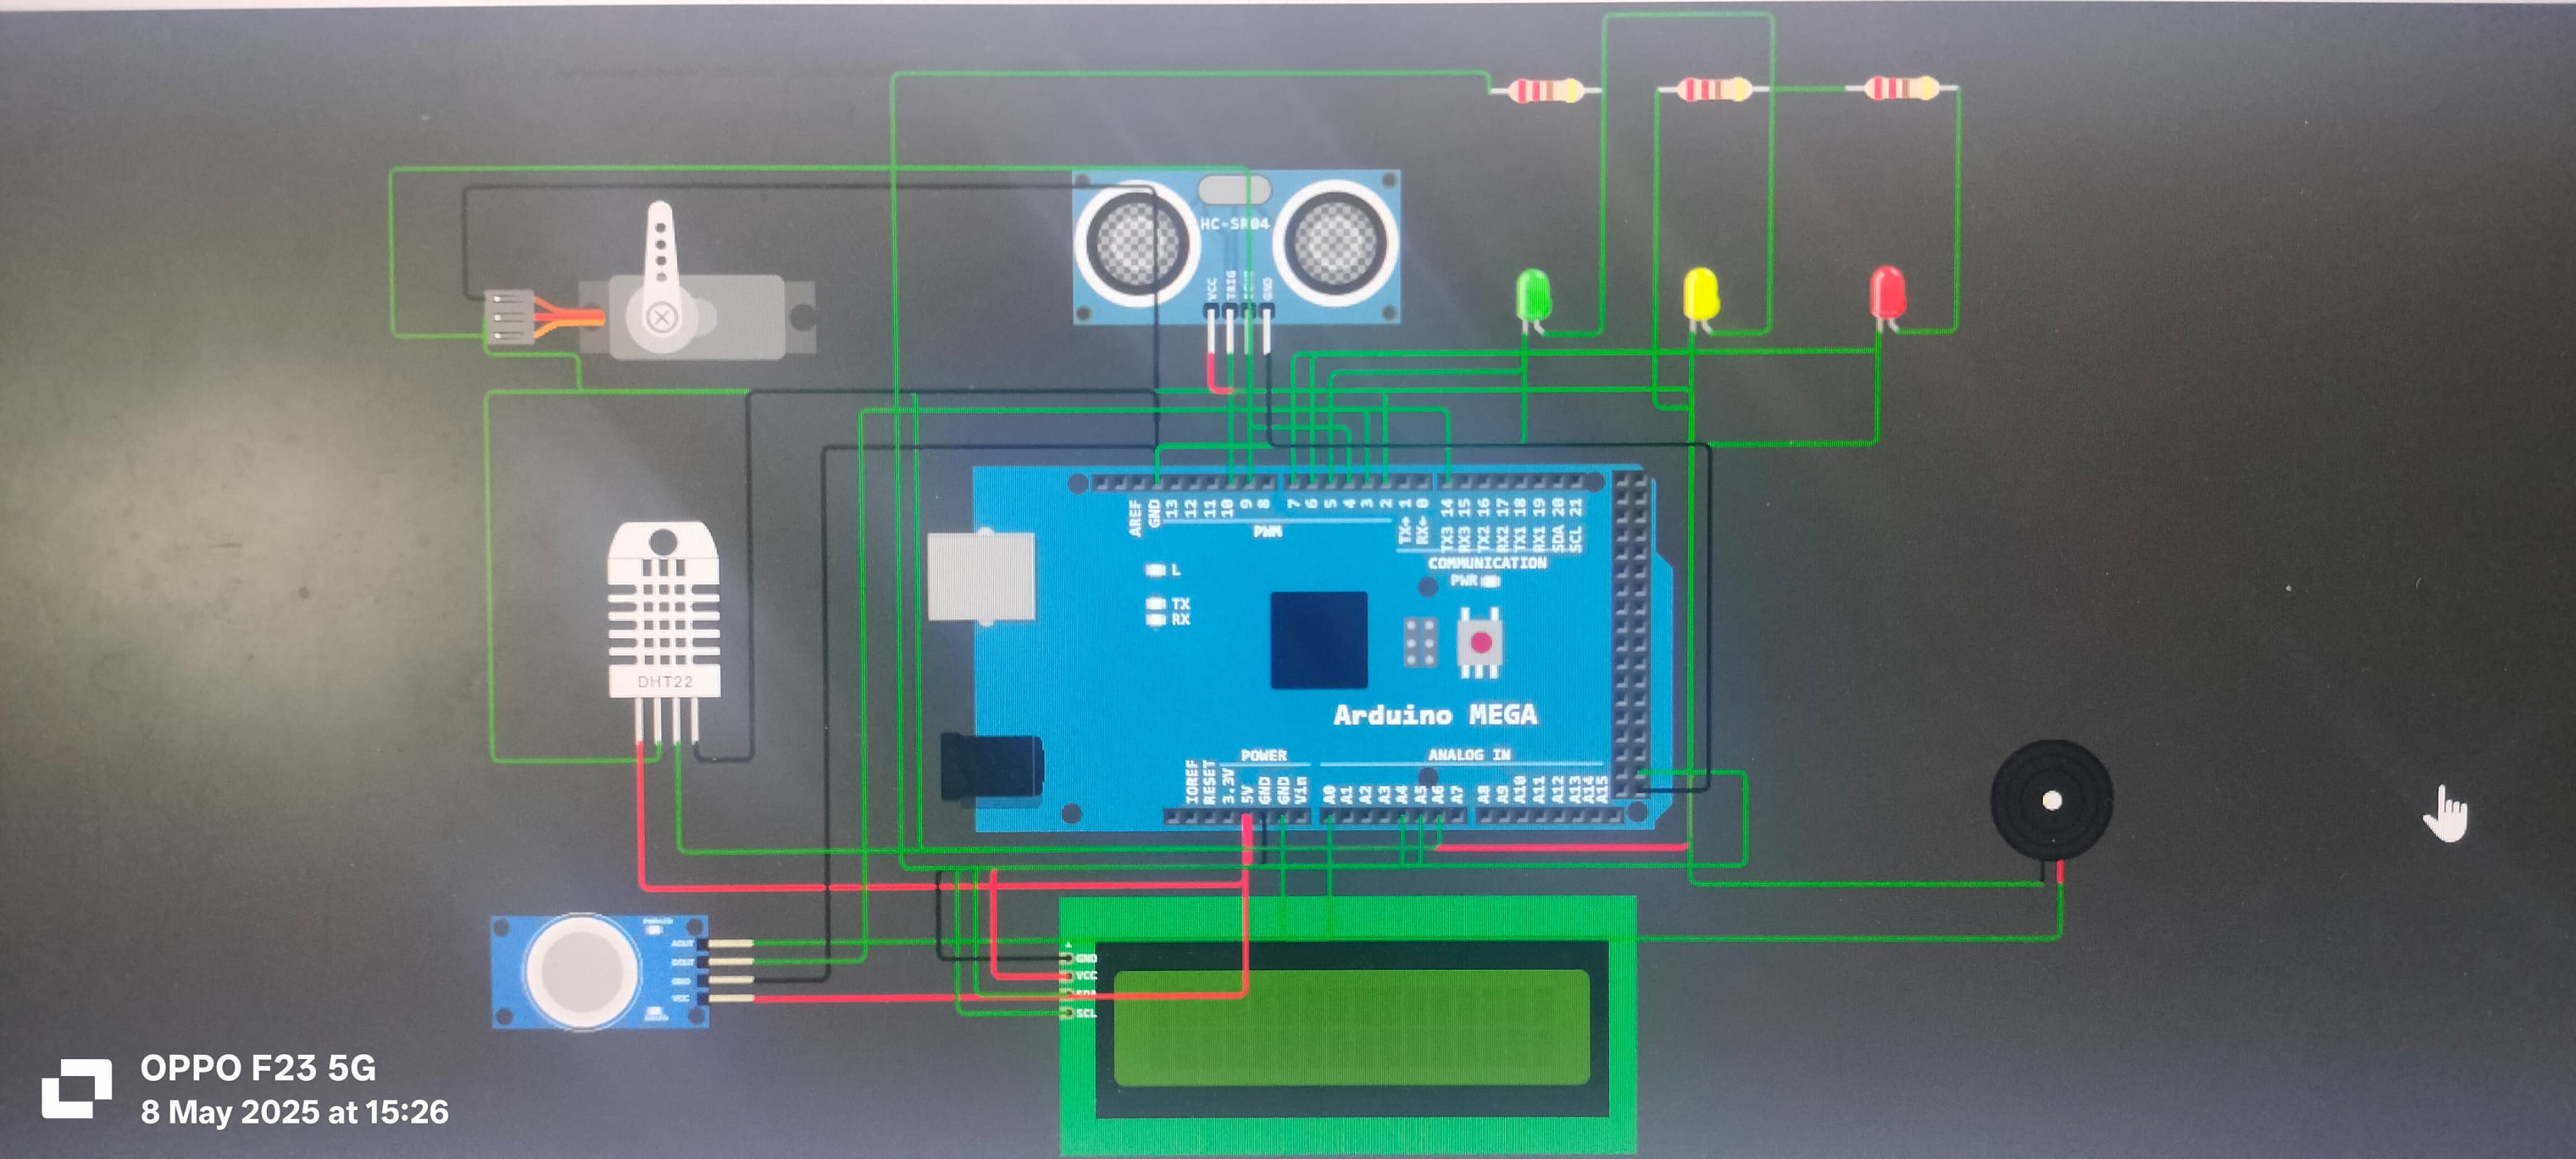 HC-SR04
VCC
TRIG
GND
AREF
GND
13
12
11
10
9
8
7
6
5
4
3
2
TX→ 1
RX← 0
TX3 14
RX3 15
TX2 16
RX2 17
TX1 18
RX1 19
SDA 20
SCL 21
PWM
COMMUNICATION
L
PWR
TX
RX
DHT22
Arduino MEGA
POWER
ANALOG IN
IOREF
RESET
3.3V
5V
GND
GND
Vin
A0
A1
A2
A3
A4
A5
A6
A7
A8
A9
A10
A11
A12
A13
A14
A15
AOUT
DOUT
GND
VCC
GND
VCC
SDA
SCL
OPPO F23 5G
8 May 2025 at 15:26